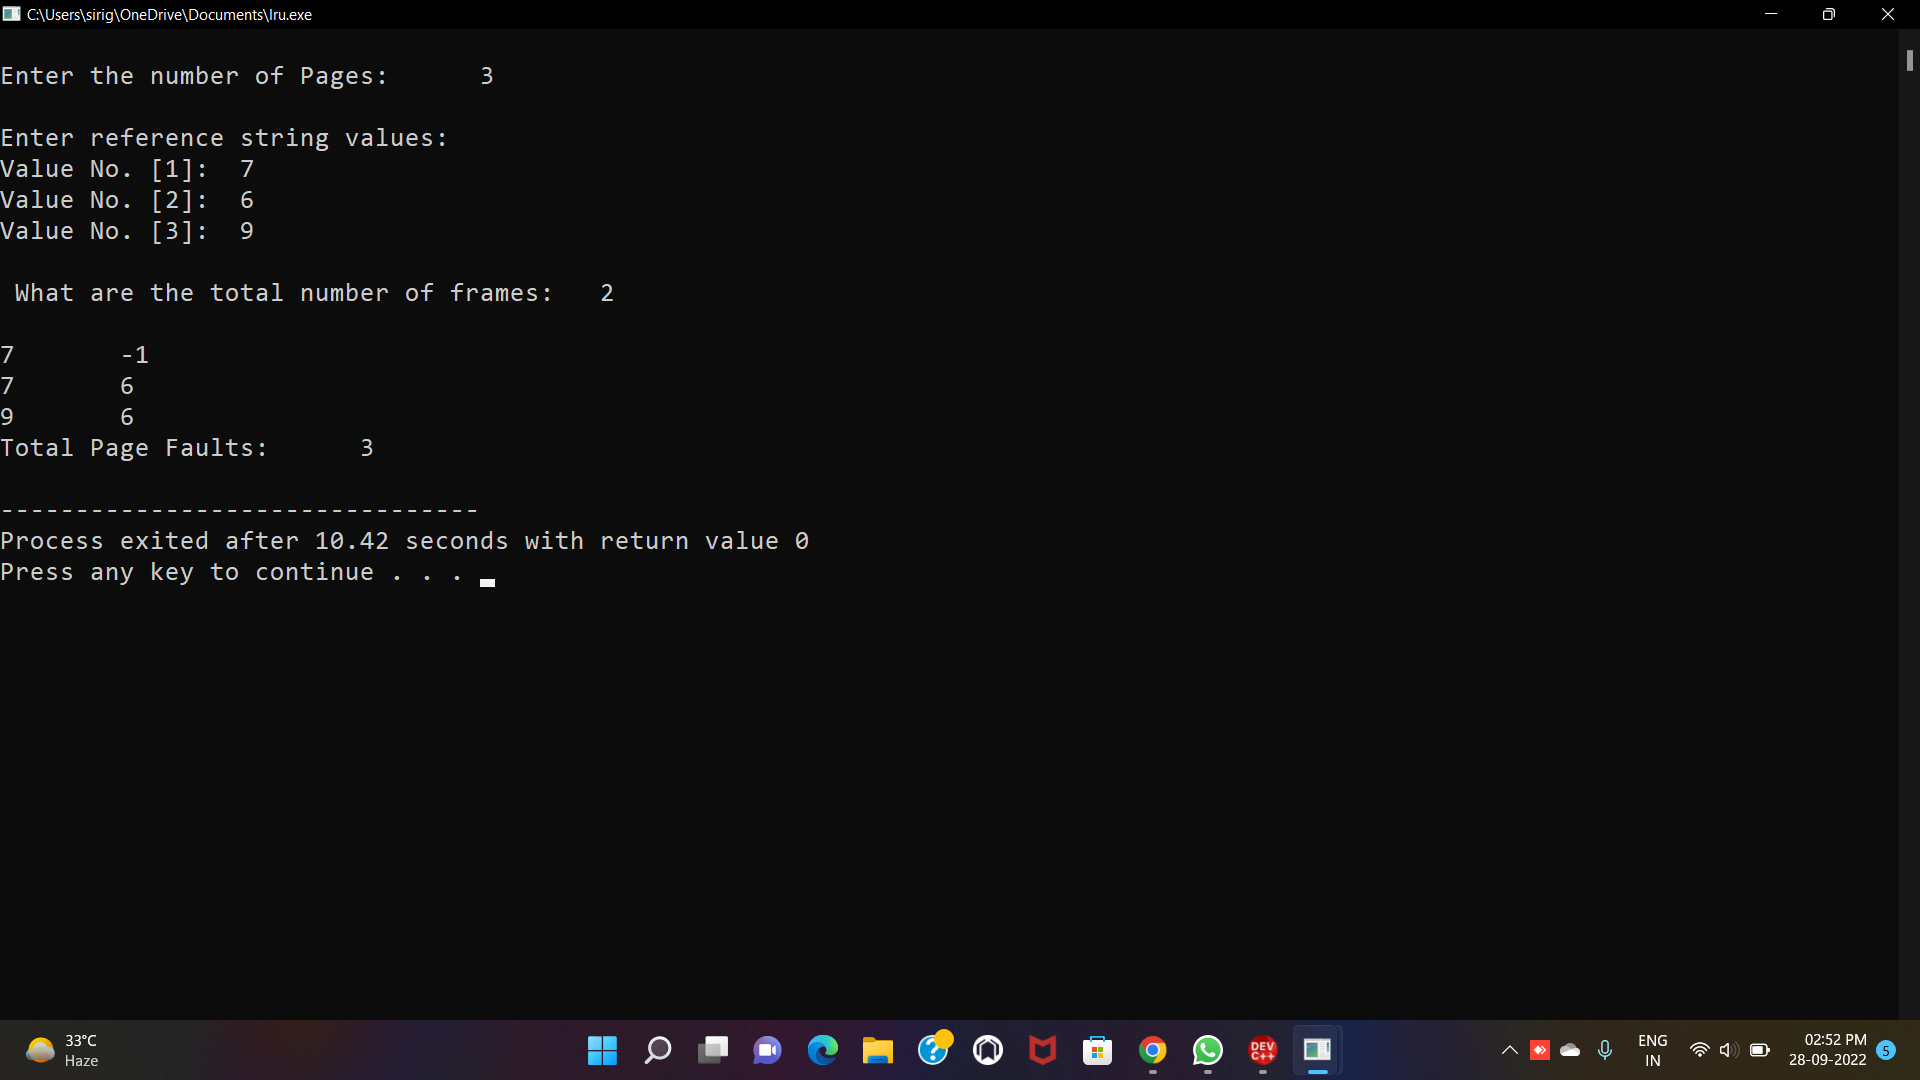 C:\Users\sirig\OneDrive\Documents\lru.exe
Enter the number of Pages: 3
Enter reference string values:
Value No. [1]: 7
Value No. [2]: 6
Value No. [3]: 9
What are the total number of frames: 2
7 -1
7 6
9 6
Total Page Faults: 3
--------------------------------
Process exited after 10.42 seconds with return value 0
Press any key to continue . . .
33°C
Haze
DEV
C++
ENG
IN
02:52 PM
28-09-2022
5